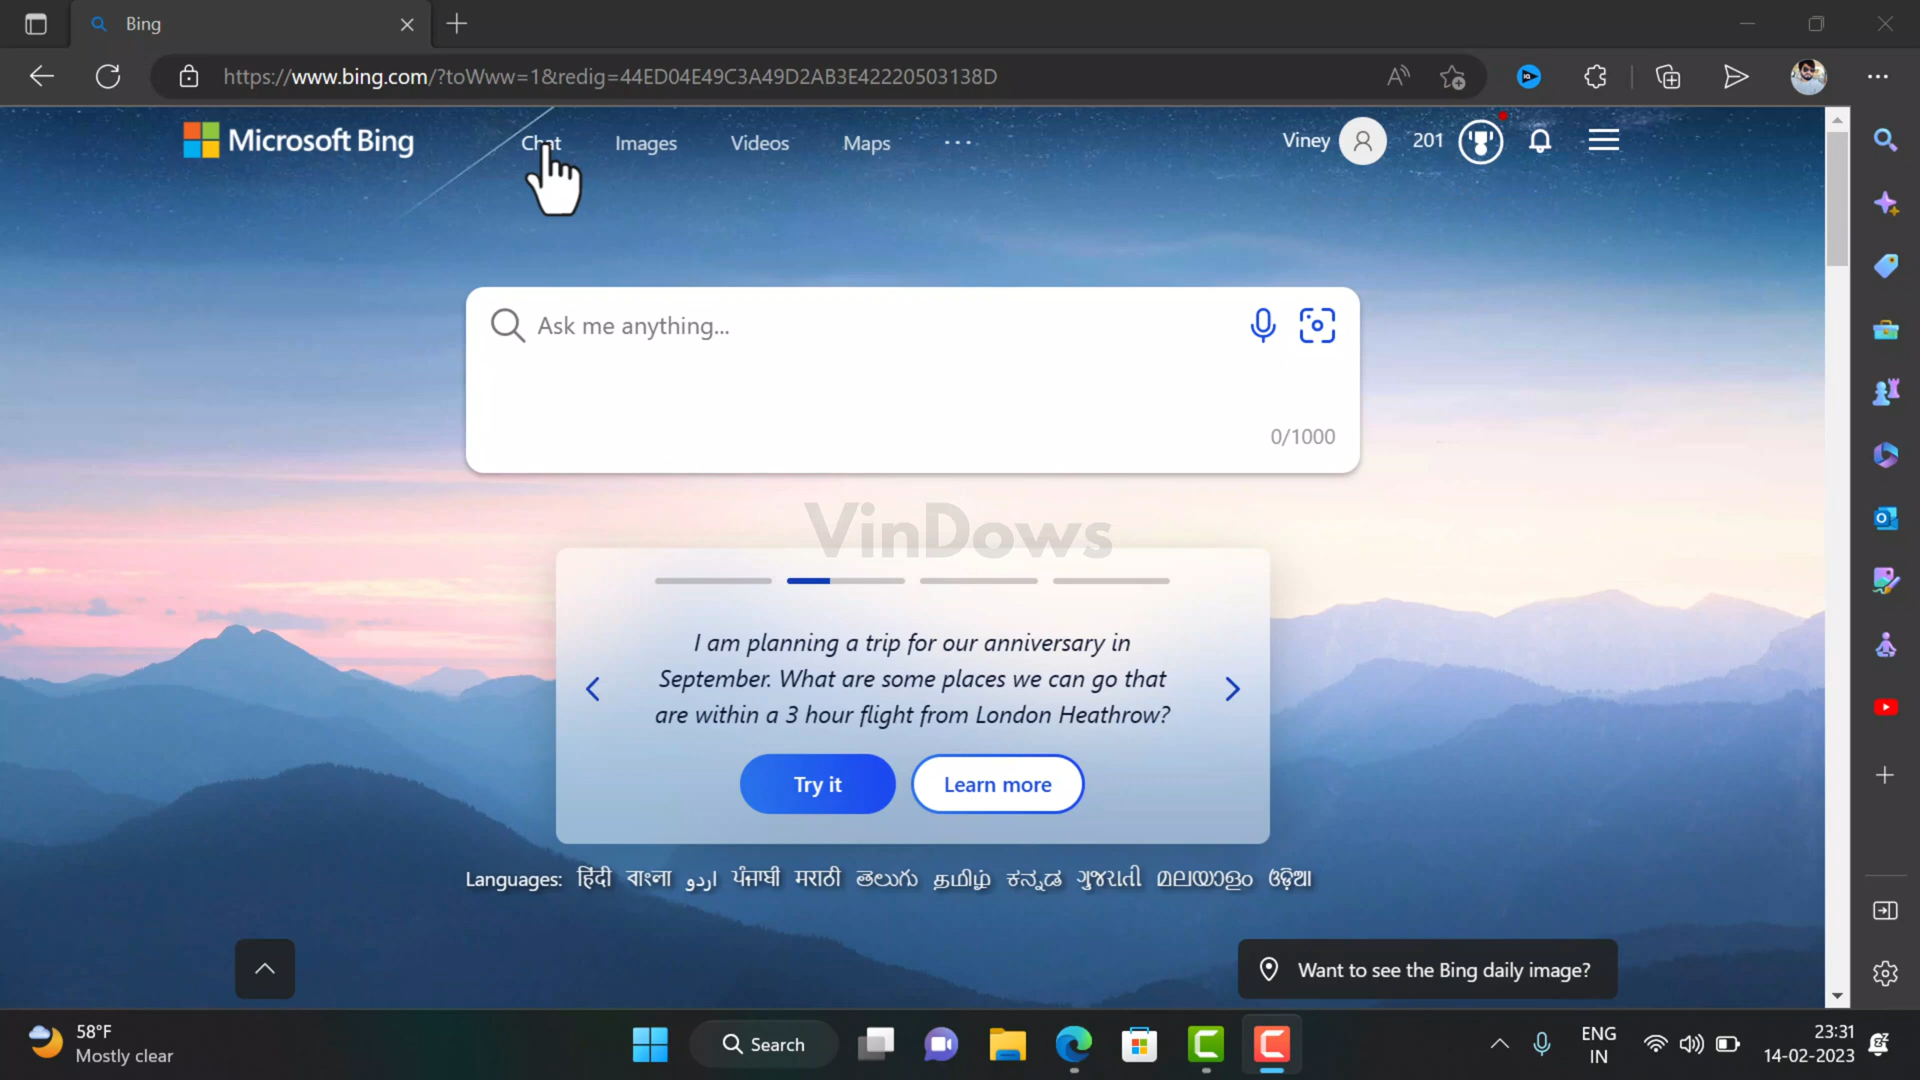 Bing
https://www.bing.com/?toWww=1&redig=44ED04E49C3A49D2AB3E42220503138D
Microsoft Bing
Chat Images Videos Maps
Viney 201
Ask me anything...
0/1000
VinDows
I am planning a trip for our anniversary in
September. What are some places we can go that
are within a 3 hour flight from London Heathrow?
Try it Learn more
Languages: हिंदी বাংলা اردو ਪੰਜਾਬੀ मराठी తెలుగు தமிழ் ಕನ್ನಡ ગુજરાતી മലയാളം ଓଡ଼ିଆ
Want to see the Bing daily image?
58°F
Mostly clear
Search
ENG
IN
23:31
14-02-2023